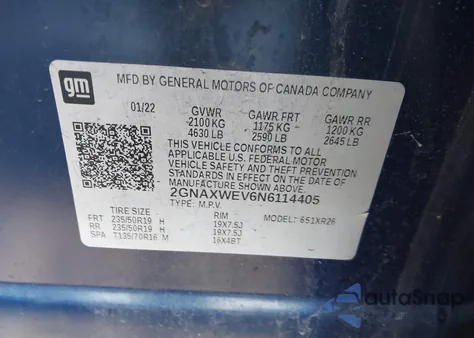 gm
MFD BY GENERAL MOTORS OF CANADA COMPANY
01/22 GVWR GAWR FRT GAWR RR
2100 KG 1175 KG 1200 KG
4630 LB 2590 LB 2645 LB
THIS VEHICLE CONFORMS TO ALL
APPLICABLE U.S. FEDERAL MOTOR
VEHICLE SAFETY AND
STANDARDS IN EFFECT ON THE DATE OF
MANUFACTURE SHOWN ABOVE.
2GNAXWEV6N6114405
TYPE: M.P.V. MODEL: 651XR26
TIRE SIZE RIM
FRT 235/50R19 H 19X7.5J
RR 235/50R19 H 19X7.5J
SPA T135/70R16 M 16X4BT
autoSnap